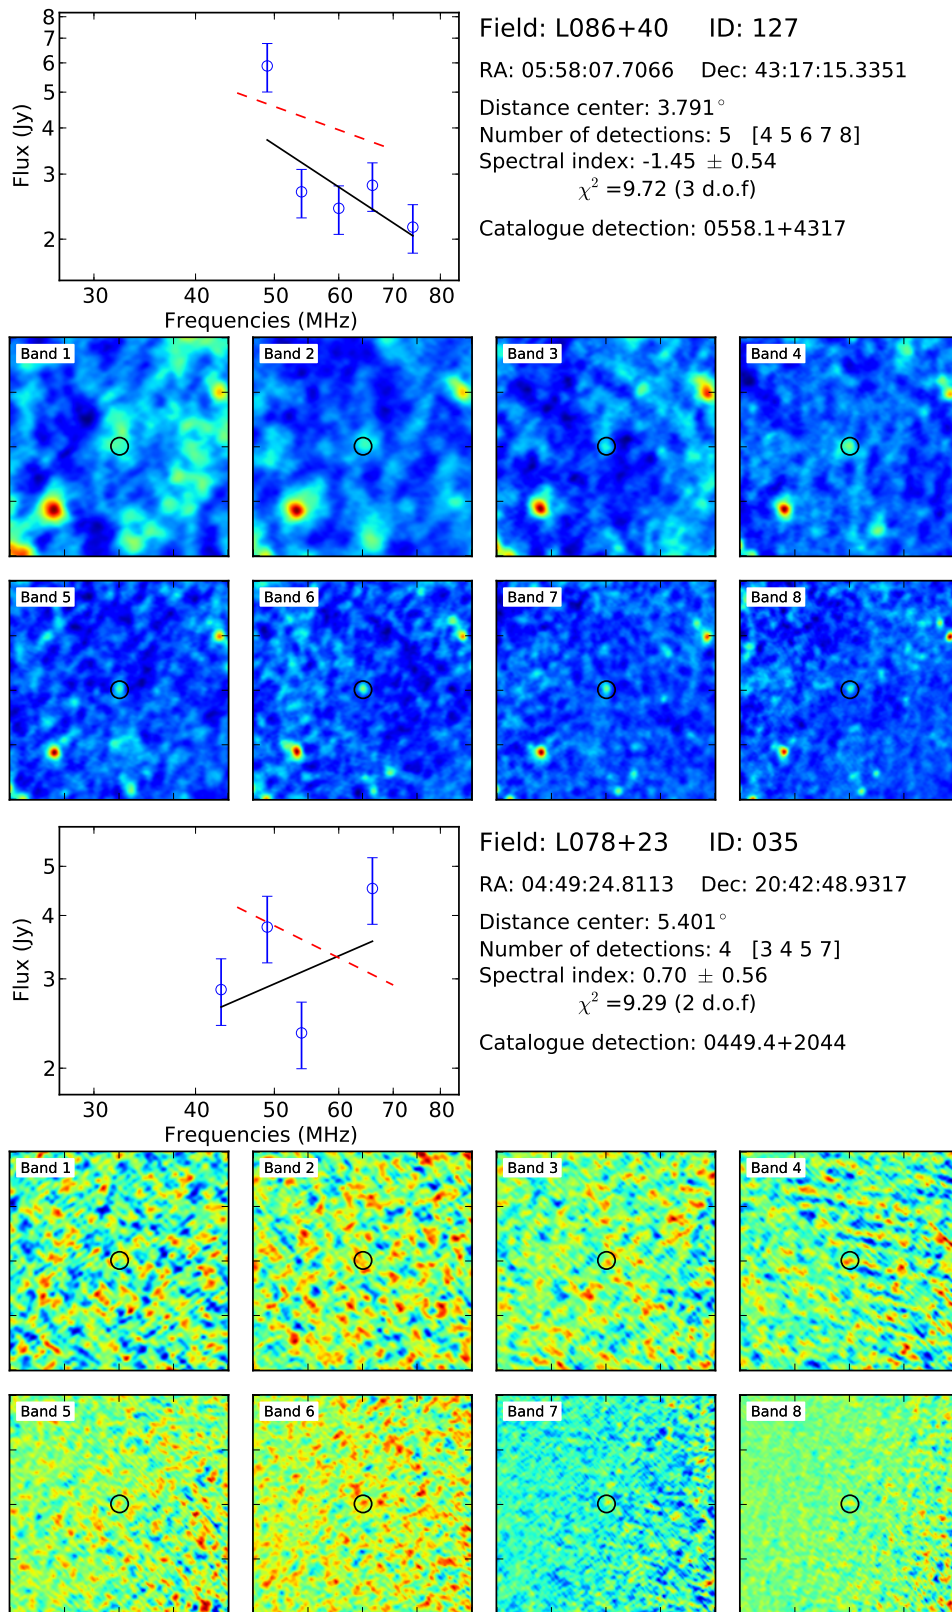 8
7
6
5
4
3
2
Flux (Jy)
30 40 50 60 70 80
Frequencies (MHz)
Field: L086+40 ID: 127
RA: 05:58:07.7066 Dec: 43:17:15.3351
Distance center: 3.791°
Number of detections: 5 [4 5 6 7 8]
Spectral index: -1.45 ± 0.54
χ² =9.72 (3 d.o.f)
Catalogue detection: 0558.1+4317
Band 1
Band 2
Band 3
Band 4
Band 5
Band 6
Band 7
Band 8
5
4
3
2
Flux (Jy)
30 40 50 60 70 80
Frequencies (MHz)
Field: L078+23 ID: 035
RA: 04:49:24.8113 Dec: 20:42:48.9317
Distance center: 5.401°
Number of detections: 4 [3 4 5 7]
Spectral index: 0.70 ± 0.56
χ² =9.29 (2 d.o.f)
Catalogue detection: 0449.4+2044
Band 1
Band 2
Band 3
Band 4
Band 5
Band 6
Band 7
Band 8